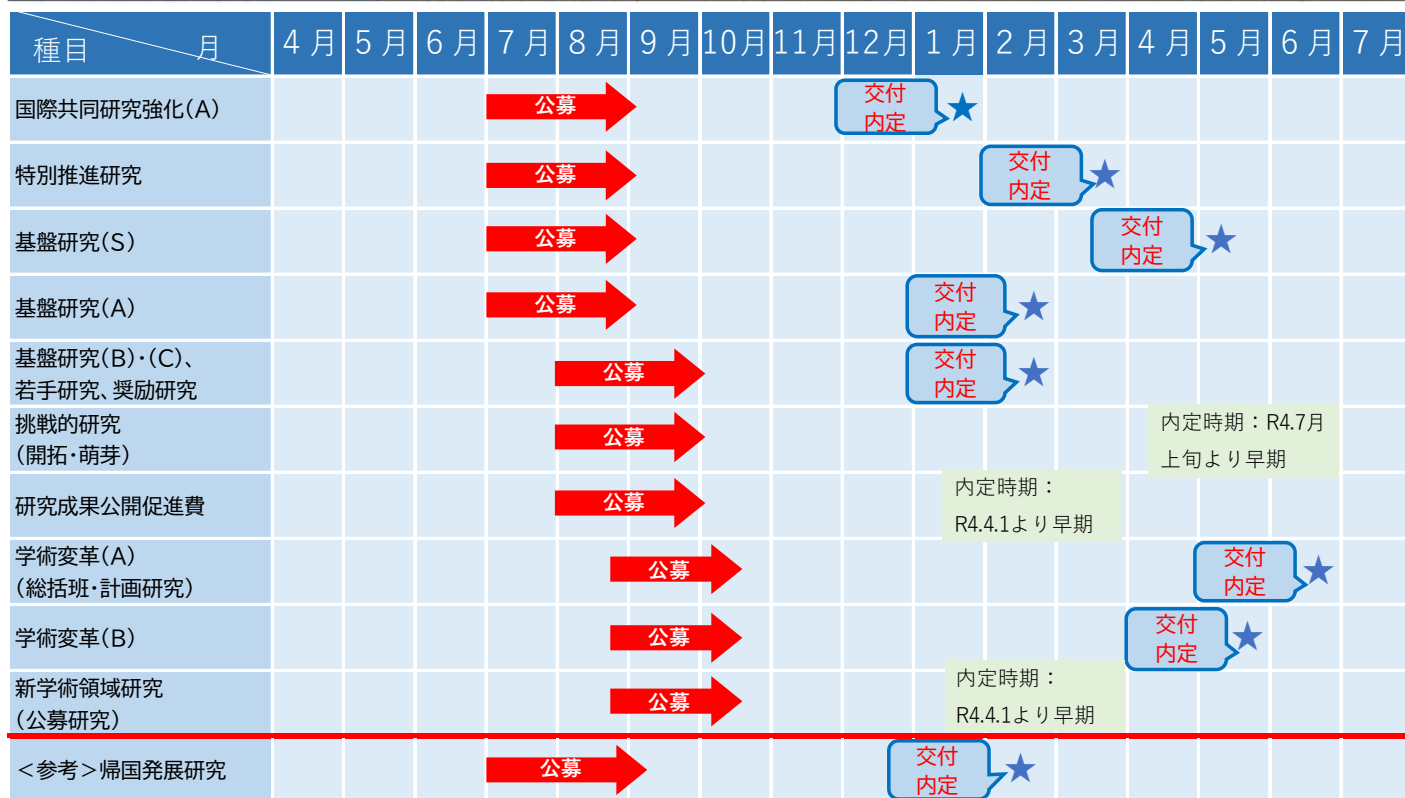 種目 月 4月 5月 6月 7月 8月 9月 10月 11月 12月 1月 2月 3月 4月 5月 6月 7月
国際共同研究強化(A)
公募
交付
内定
特別推進研究
公募
交付
内定
基盤研究(S)
公募
交付
内定
基盤研究(A)
公募
交付
内定
基盤研究(B)・(C)、
若手研究、奨励研究
公募
交付
内定
挑戦的研究
(開拓・萌芽)
公募
内定時期：R4.7月
上旬より早期
研究成果公開促進費
公募
内定時期：
R4.4.1より早期
学術変革(A)
(総括班・計画研究)
公募
交付
内定
学術変革(B)
公募
交付
内定
新学術領域研究
(公募研究)
公募
内定時期：
R4.4.1より早期
＜参考＞帰国発展研究
公募
交付
内定